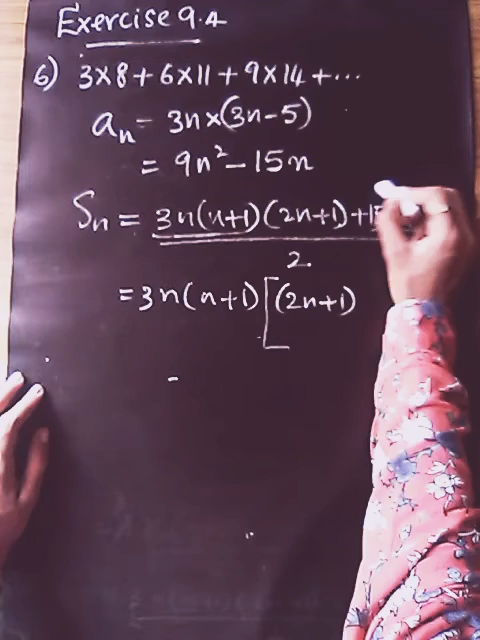 Exercise 9.4
6) 3×8+6×11+9×14+...
aₙ = 3n×(3n-5)
= 9n²-15n
Sₙ = 3n(n+1)(2n+1)+1
2
=3n(n+1)[(2n+1)